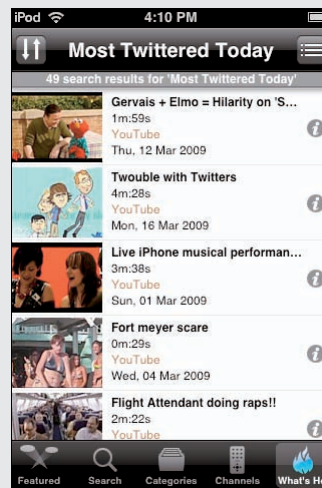 iPod 4:10 PM
Most Twittered Today
49 search results for 'Most Twittered Today'
Gervais + Elmo = Hilarity on 'S...
1m:59s
YouTube
Thu, 12 Mar 2009
Twouble with Twitters
4m:28s
YouTube
Mon, 16 Mar 2009
Live iPhone musical performan...
3m:38s
YouTube
Sun, 01 Mar 2009
Fort meyer scare
0m:29s
YouTube
Wed, 04 Mar 2009
Flight Attendant doing raps!!
2m:22s
YouTube
Featured Search Categories Channels What's Ho